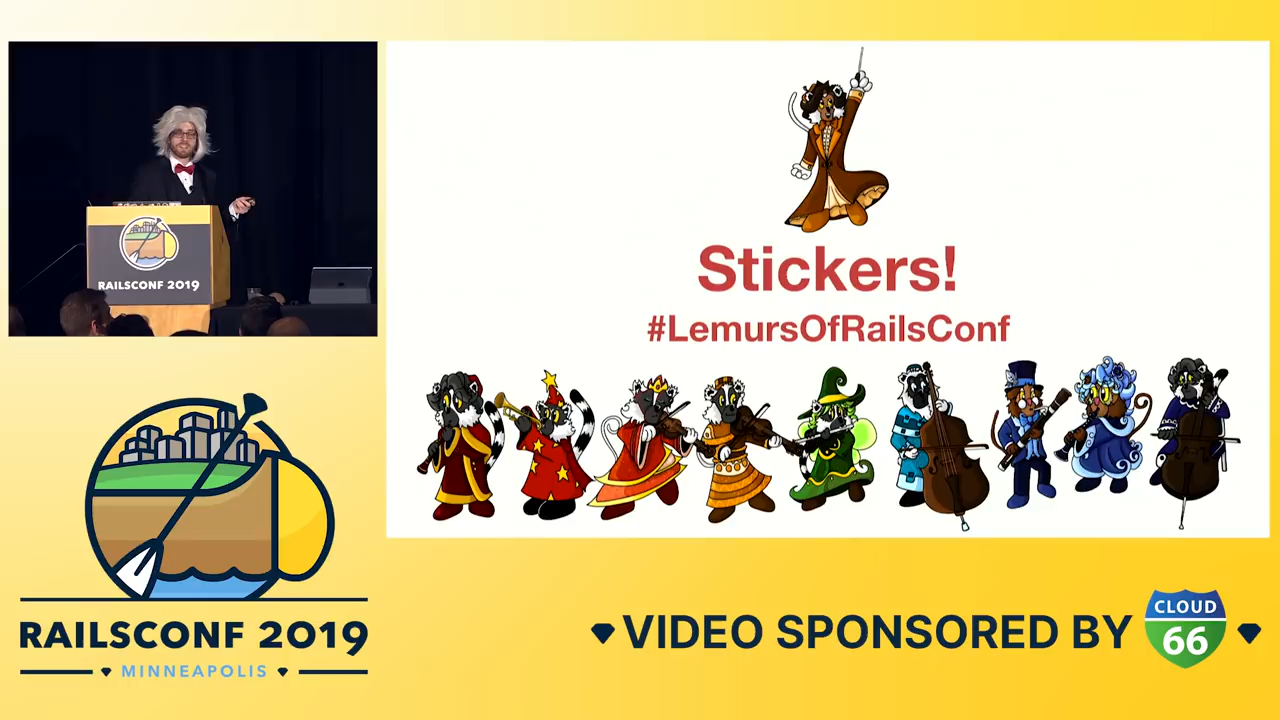 RAILSCONF 2019
Stickers!
#LemursOfRailsConf
RAILSCONF 2019
MINNEAPOLIS
VIDEO SPONSORED BY
CLOUD
66